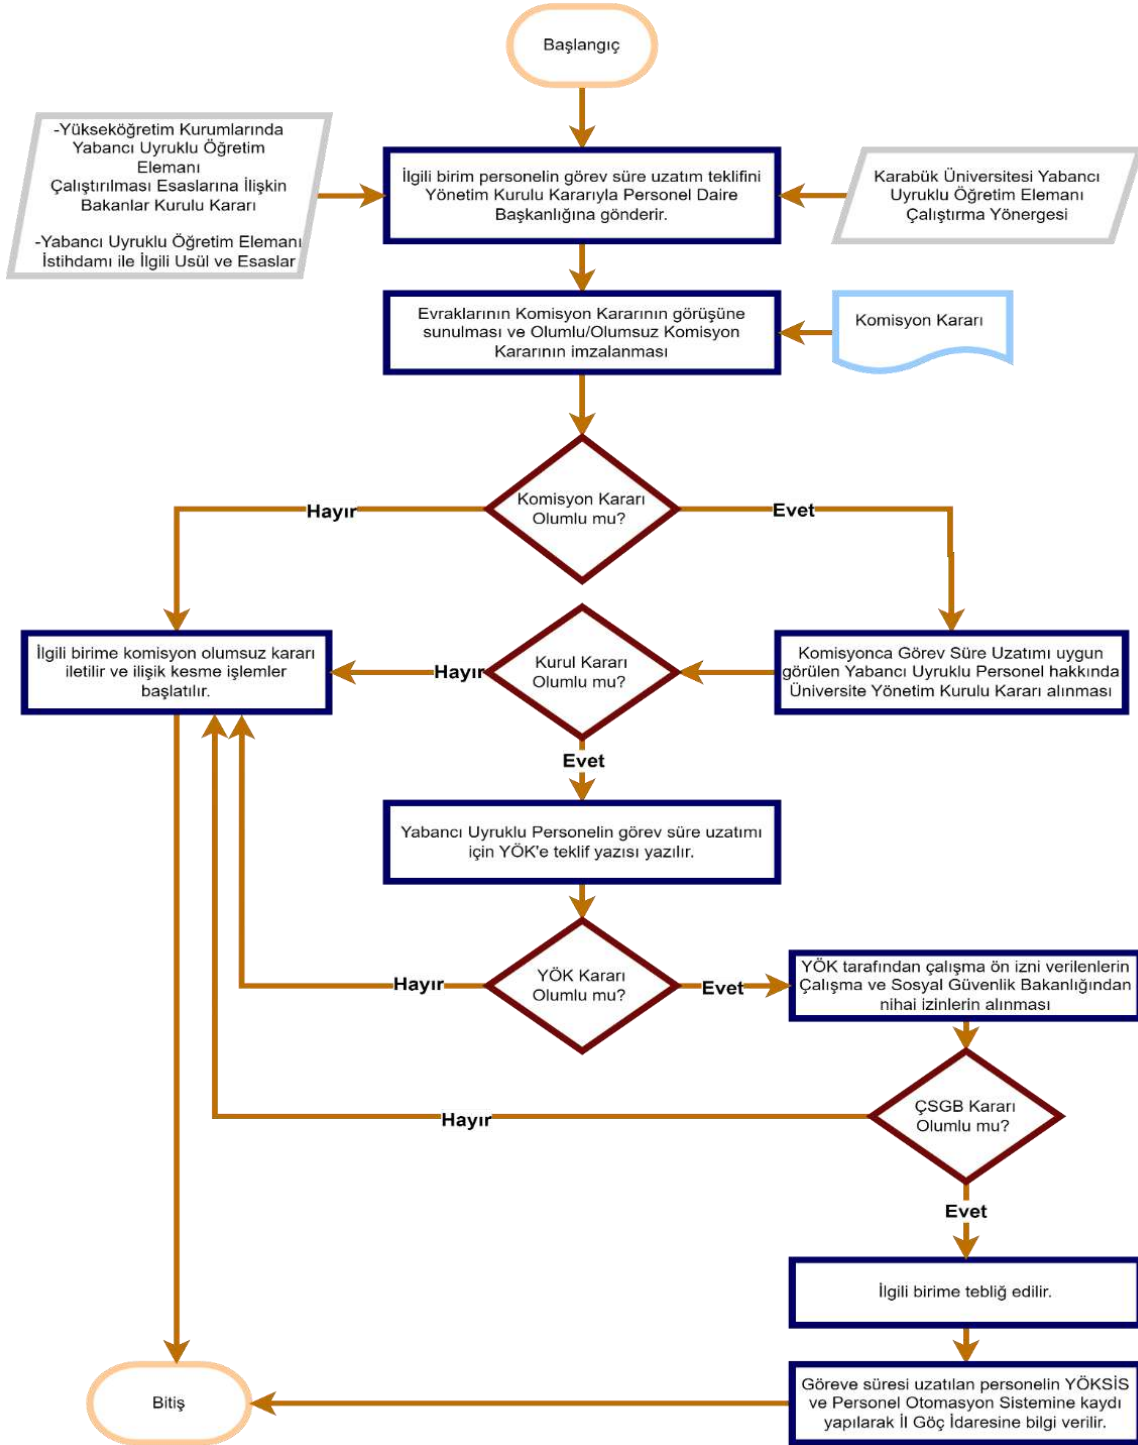 Başlangıç
-Yükseköğretim Kurumlarında
Yabancı Uyruklu Öğretim
Elemanı
Çalıştırılması Esaslarına İlişkin
Bakanlar Kurulu Kararı
-Yabancı Uyruklu Öğretim Elemanı
İstihdamı ile İlgili Usül ve Esaslar
İlgili birim personelin görev süre uzatım teklifini
Yönetim Kurulu Kararıyla Personel Daire
Başkanlığına gönderir.
Karabük Üniversitesi Yabancı
Uyruklu Öğretim Elemanı
Çalıştırma Yönergesi
Evraklarının Komisyon Kararının görüşüne
sunulması ve Olumlu/Olumsuz Komisyon
Kararının imzalanması
Komisyon Kararı
Komisyon Kararı
Olumlu mu?
Hayır
Evet
İlgili birime komisyon olumsuz kararı
iletilir ve ilişik kesme işlemler
başlatılır.
Hayır
Kurul Kararı
Olumlu mu?
Komisyonca Görev Süre Uzatımı uygun
görülen Yabancı Uyruklu Personel hakkında
Üniversite Yönetim Kurulu Kararı alınması
Evet
Yabancı Uyruklu Personelin görev süre uzatımı
için YÖK'e teklif yazısı yazılır.
Hayır
YÖK Kararı
Olumlu mu?
Evet
YÖK tarafından çalışma ön izni verilenlerin
Çalışma ve Sosyal Güvenlik Bakanlığından
nihai izinlerin alınması
Hayır
ÇSGB Kararı
Olumlu mu?
Evet
İlgili birime tebliğ edilir.
Bitiş
Göreve süresi uzatılan personelin YÖKSİS
ve Personel Otomasyon Sistemine kaydı
yapılarak İl Göç İdaresine bilgi verilir.